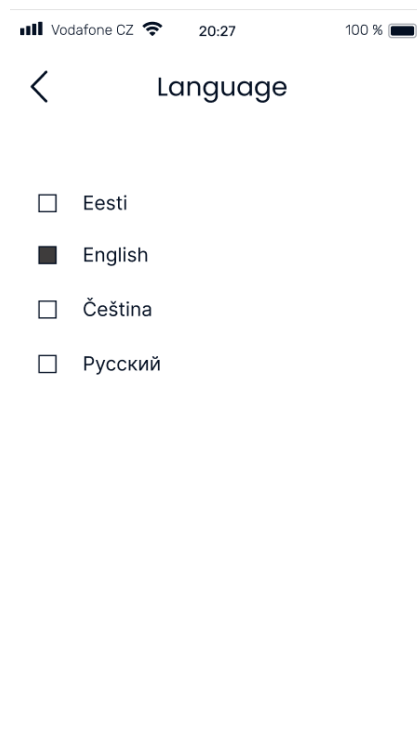 Vodafone CZ 20:27 100 %
Language
Eesti
English
Čeština
Русский